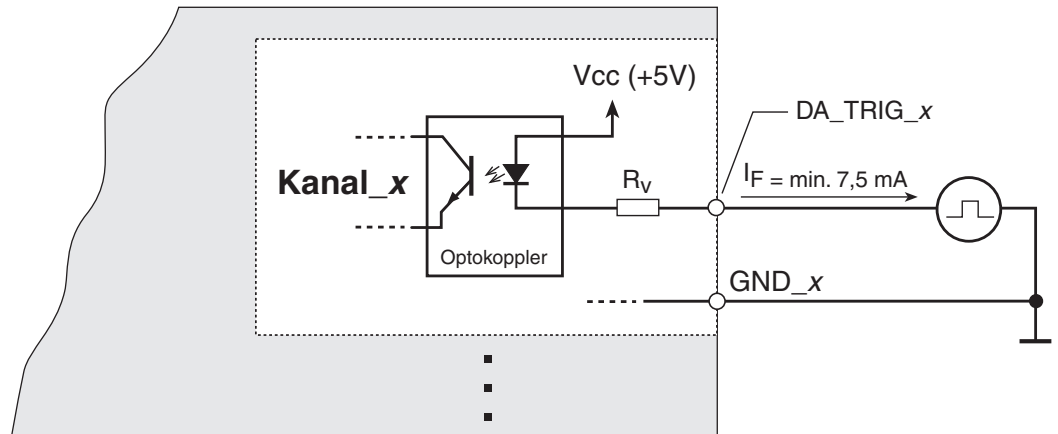 Vcc (+5V)
DA_TRIG_x
Kanal_x
Rv
IF = min. 7,5 mA
Optokoppler
GND_x